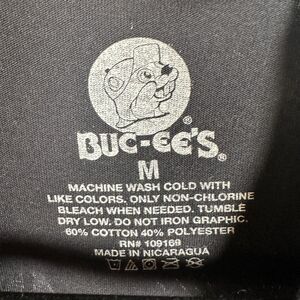 ®
BUC-EE'S®
M
MACHINE WASH COLD WITH
LIKE COLORS. ONLY NON-CHLORINE
BLEACH WHEN NEEDED. TUMBLE
DRY LOW. DO NOT IRON GRAPHIC.
60% COTTON 40% POLYESTER
RN# 109169
MADE IN NICARAGUA